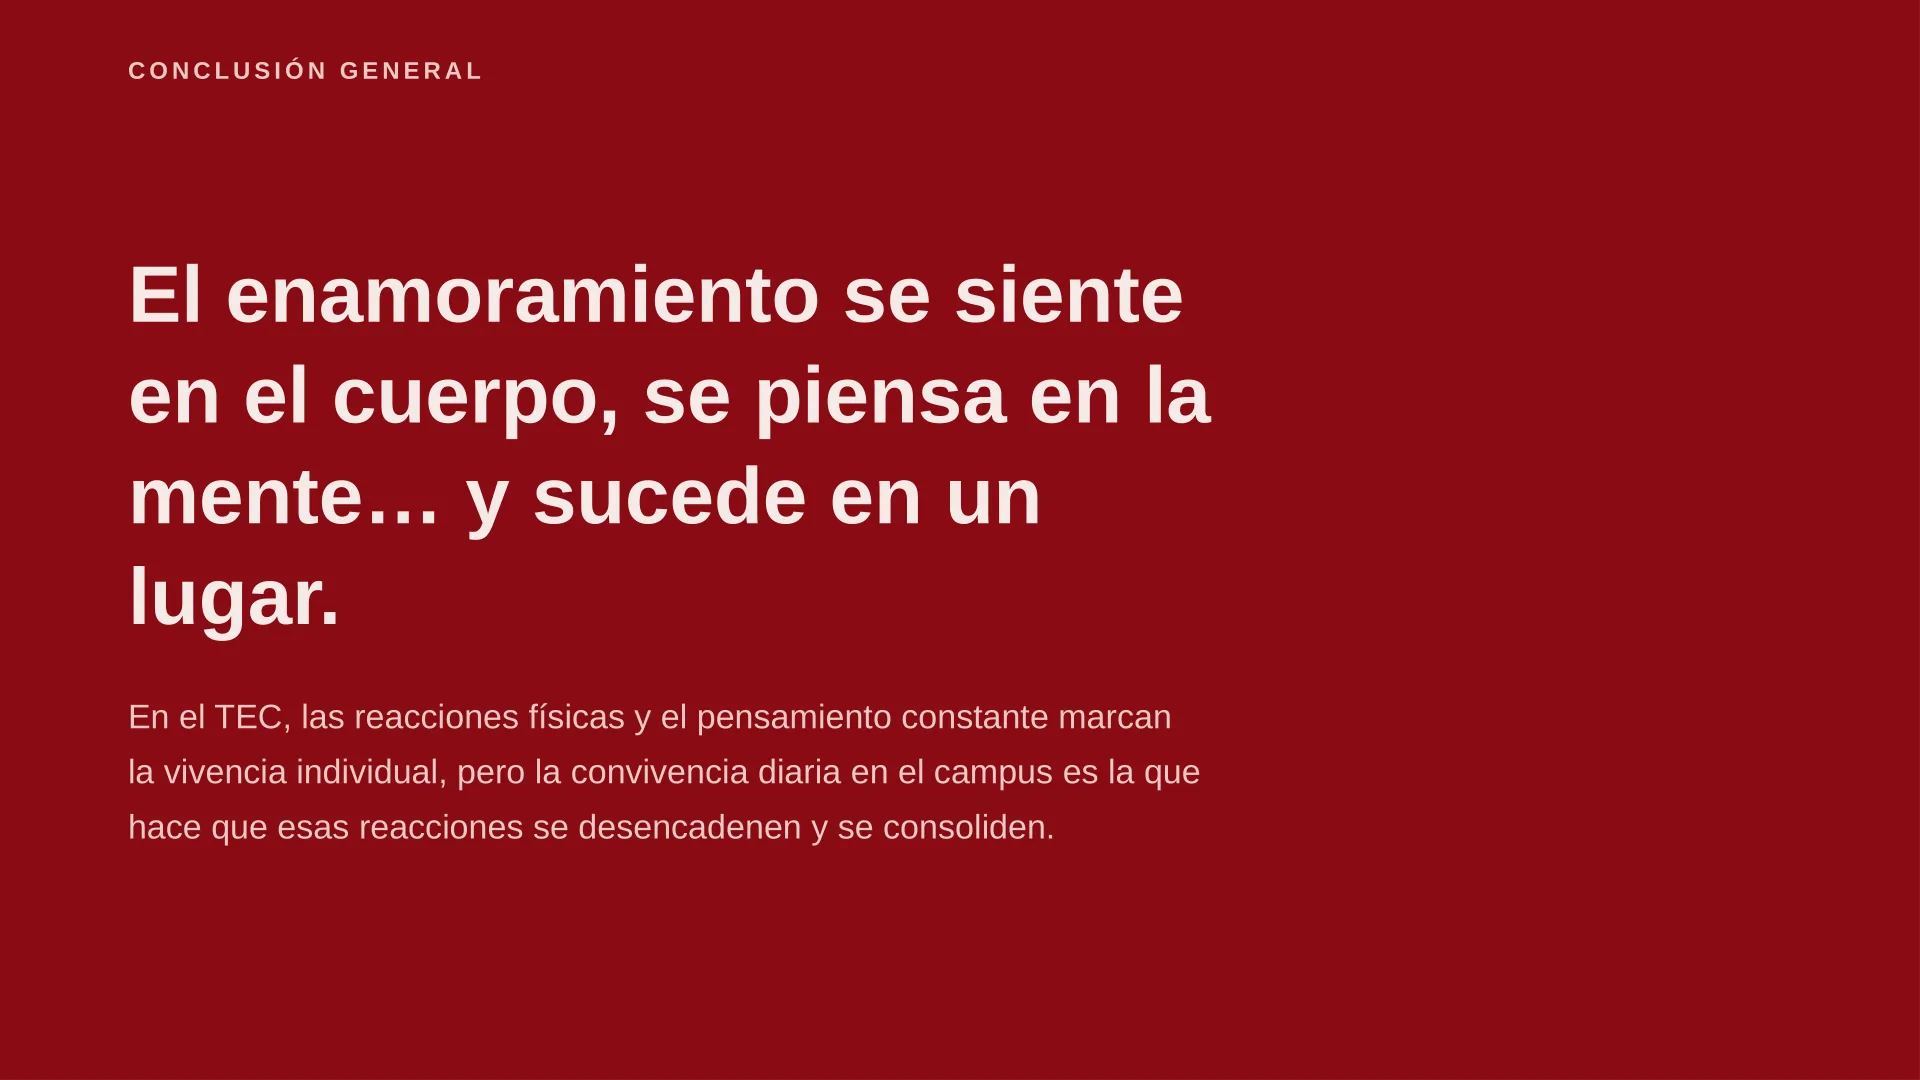 CONCLUSIÓN GENERAL
El enamoramiento se siente
en el cuerpo, se piensa en la
mente… y sucede en un
lugar.
En el TEC, las reacciones físicas y el pensamiento constante marcan
la vivencia individual, pero la convivencia diaria en el campus es la que
hace que esas reacciones se desencadenen y se consoliden.